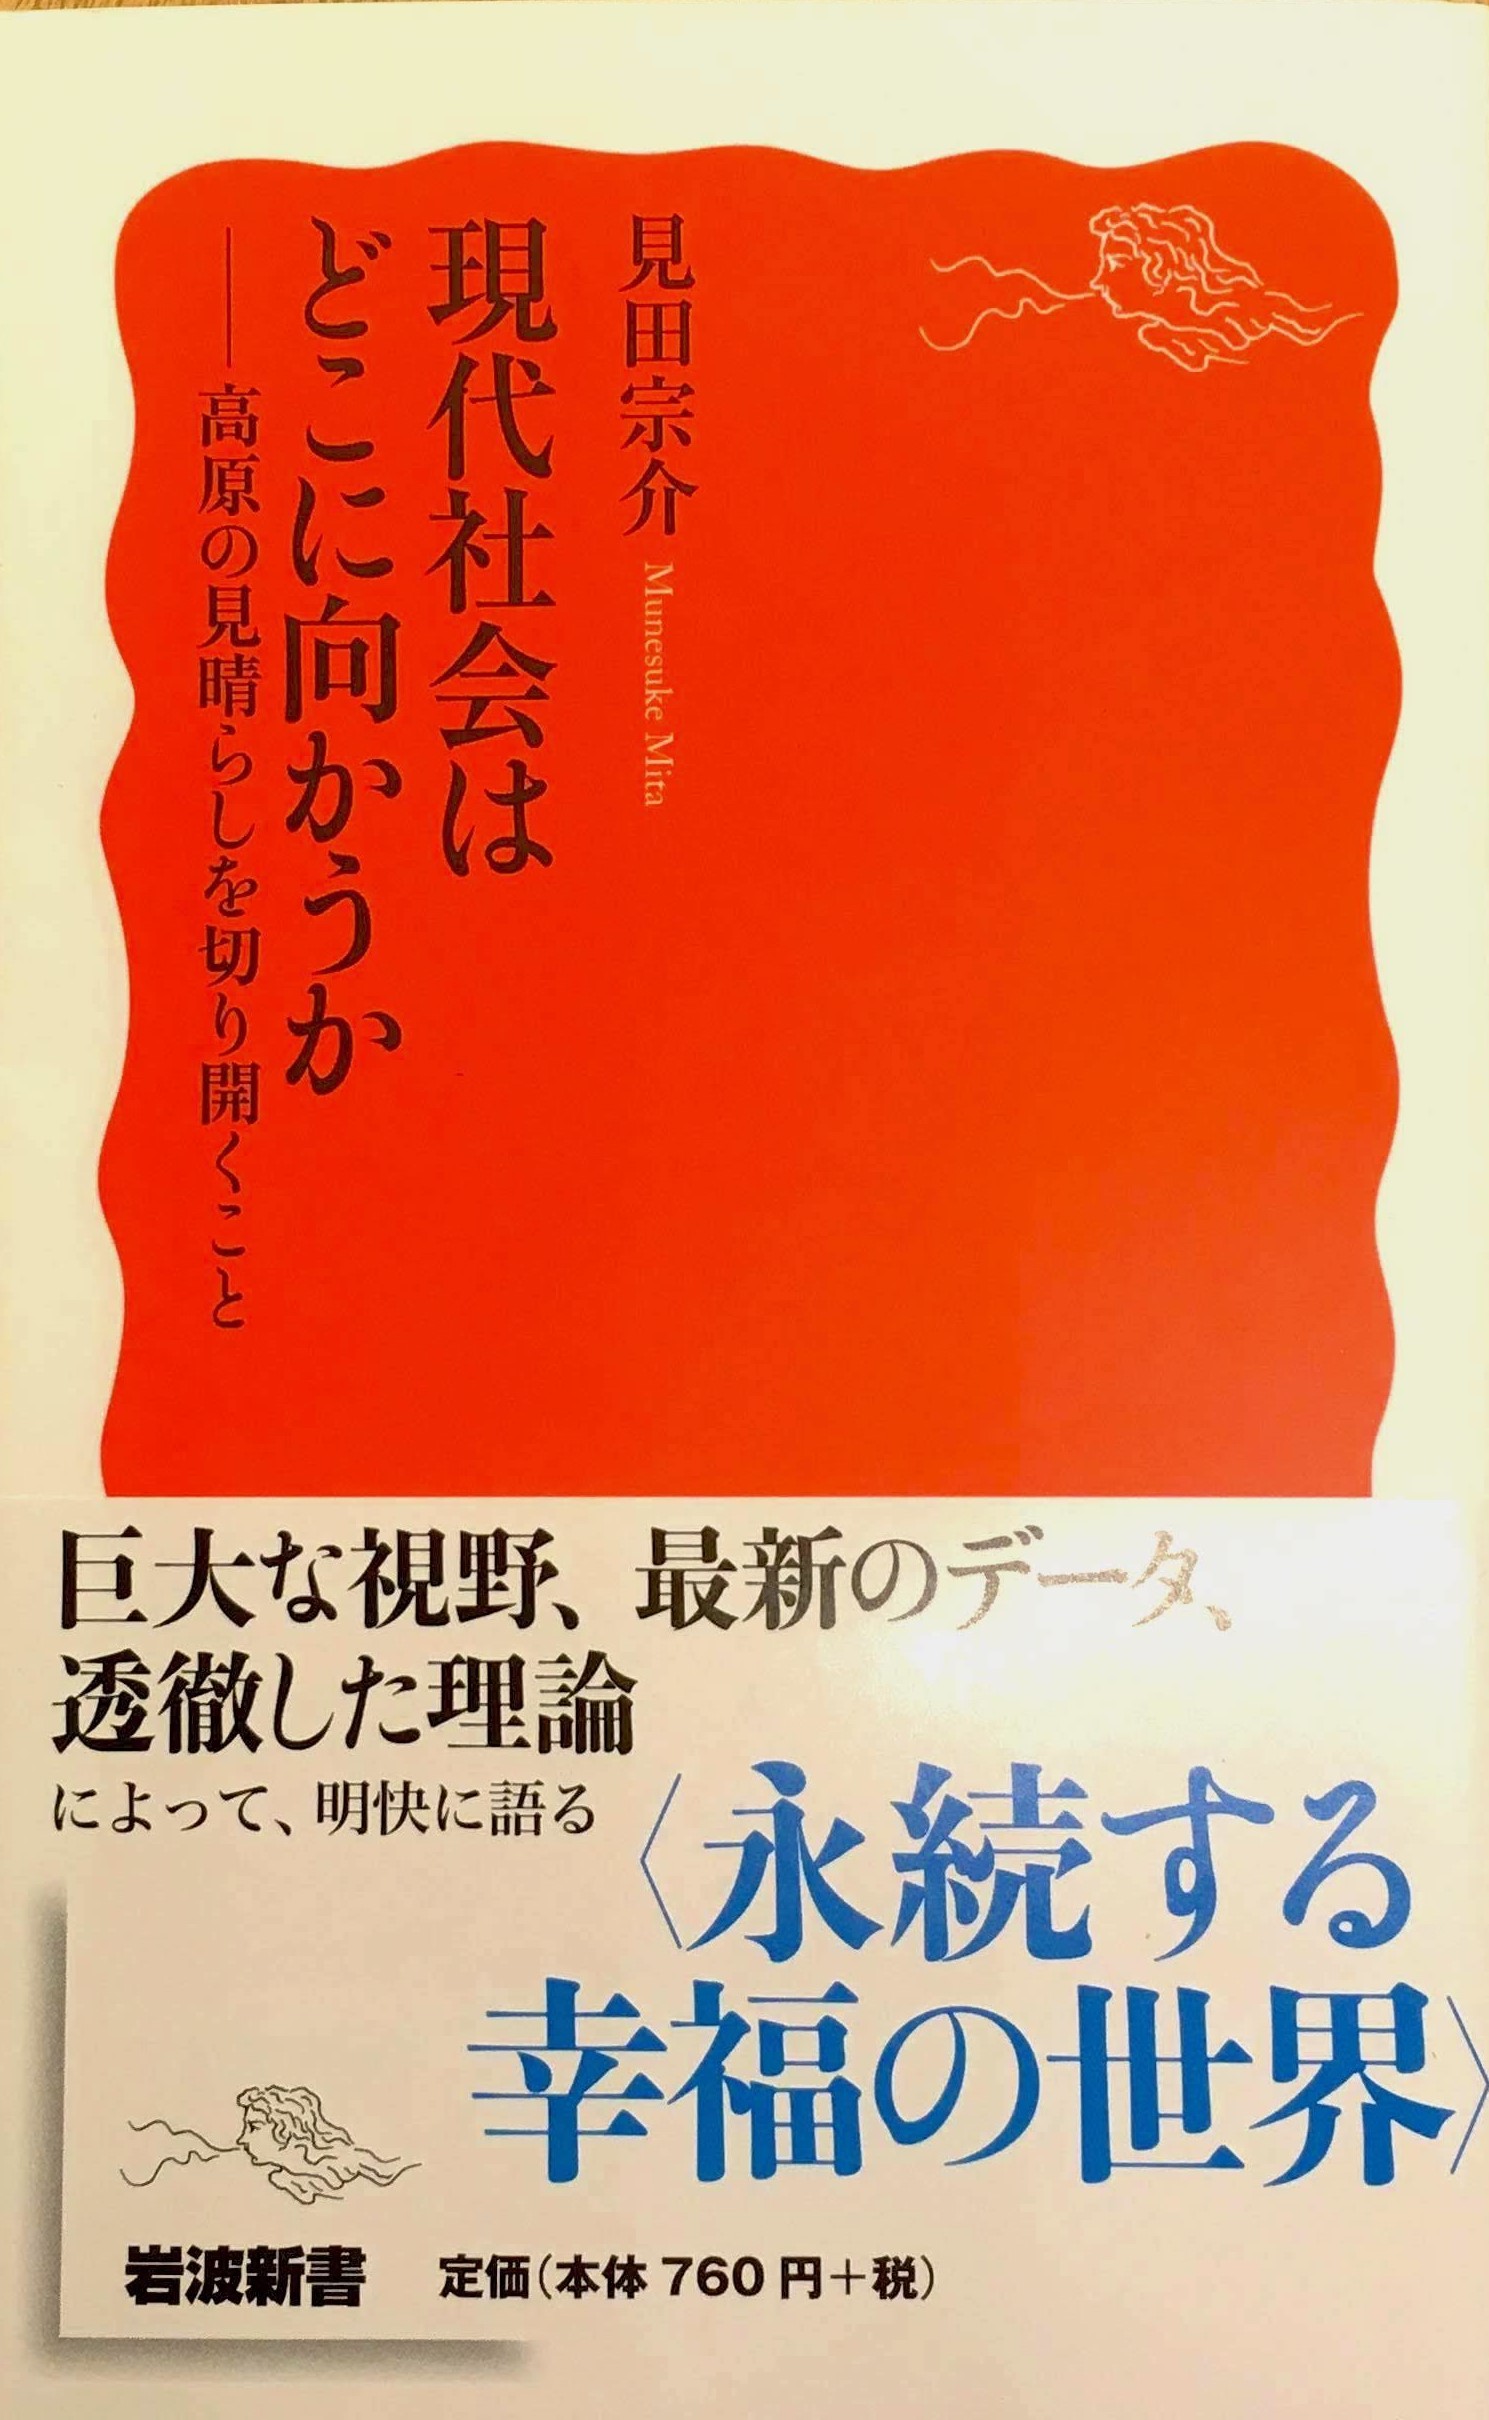 見田宗介 Munesuke Mita
現代社会は
どこに向かうか
──高原の見晴らしを切り開くこと
巨大な視野、最新のデータ、
透徹した理論
によって、明快に語る
〈永続する
幸福の世界〉
岩波新書
定価(本体 760 円+税)